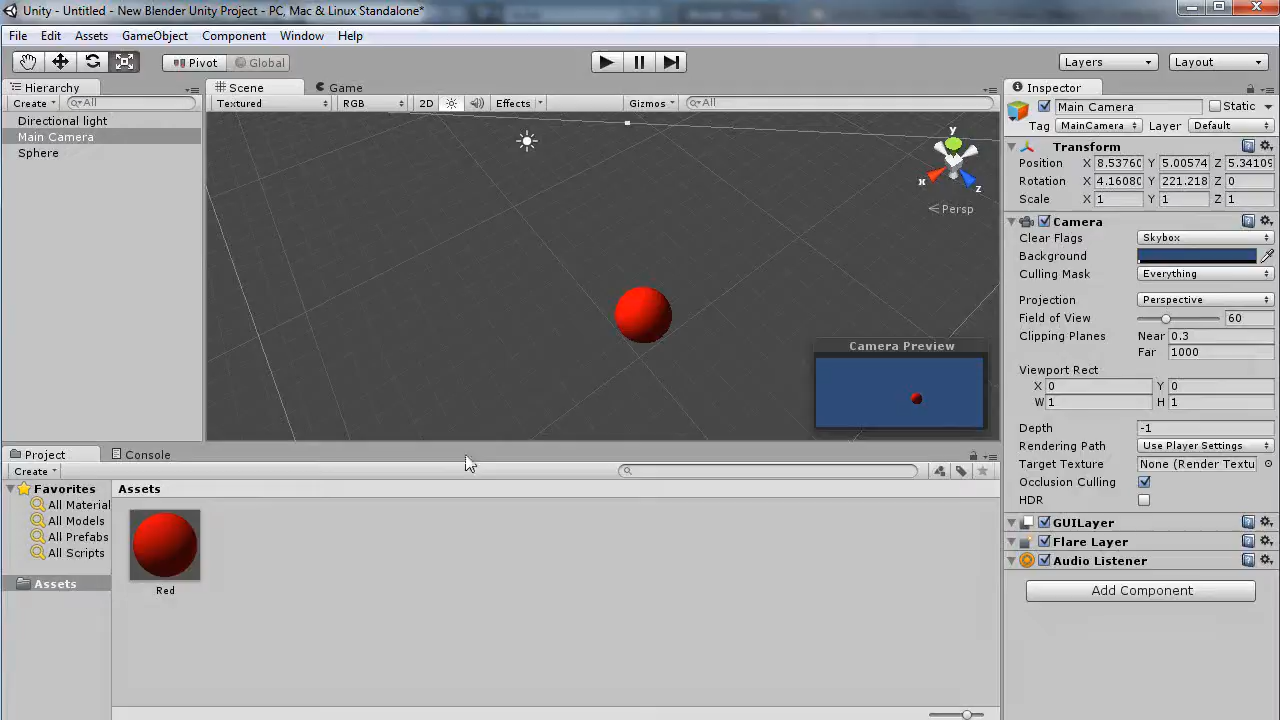 Unity - Untitled - New Blender Unity Project - PC, Mac & Linux Standalone*
File Edit Assets GameObject Component Window Help
Pivot Global Layers Layout
Hierarchy Scene Game Inspector
Create All Textured RGB 2D Effects Gizmos All
Directional light
Main Camera
Sphere
y
x
z
Persp
Camera Preview
Main Camera Static
Tag MainCamera Layer Default
Transform
Position X 8.5376 Y 5.00574 Z 5.34109
Rotation X 4.1608 Y 221.218 Z 0
Scale X 1 Y 1 Z 1
Camera
Clear Flags Skybox
Background
Culling Mask Everything
Projection Perspective
Field of View 60
Clipping Planes Near 0.3
Far 1000
Viewport Rect
X 0 Y 0
W 1 H 1
Depth -1
Rendering Path Use Player Settings
Target Texture None (Render Textu
Occlusion Culling
HDR
GUILayer
Flare Layer
Audio Listener
Add Component
Project Console
Create
Favorites
All Material
All Models
All Prefabs
All Scripts
Assets
Assets
Red